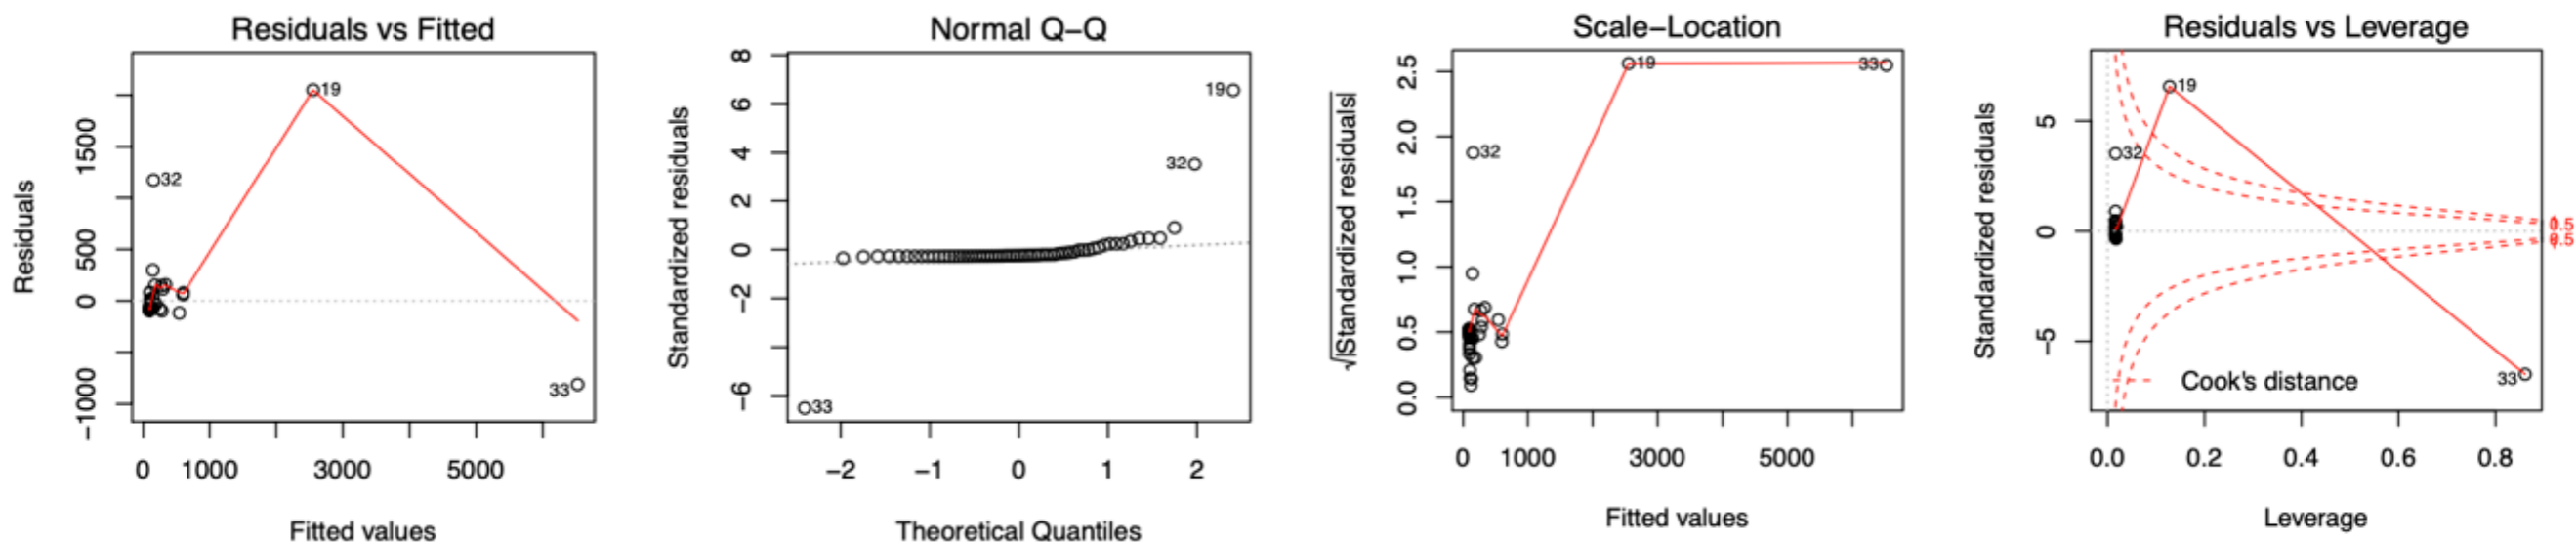 Residuals vs Fitted
Residuals
1500
500
0
−1000
19
32
33
0 1000 3000 5000
Fitted values
Normal Q−Q
Standardized residuals
8
6
4
2
0
−2
−6
19
32
33
−2 −1 0 1 2
Theoretical Quantiles
Scale−Location
√|Standardized residuals|
2.5
2.0
1.5
1.0
0.5
0.0
19
33
32
0 1000 3000 5000
Fitted values
Residuals vs Leverage
Standardized residuals
5
0
−5
19
32
33
Cook's distance
0.0 0.2 0.4 0.6 0.8
Leverage